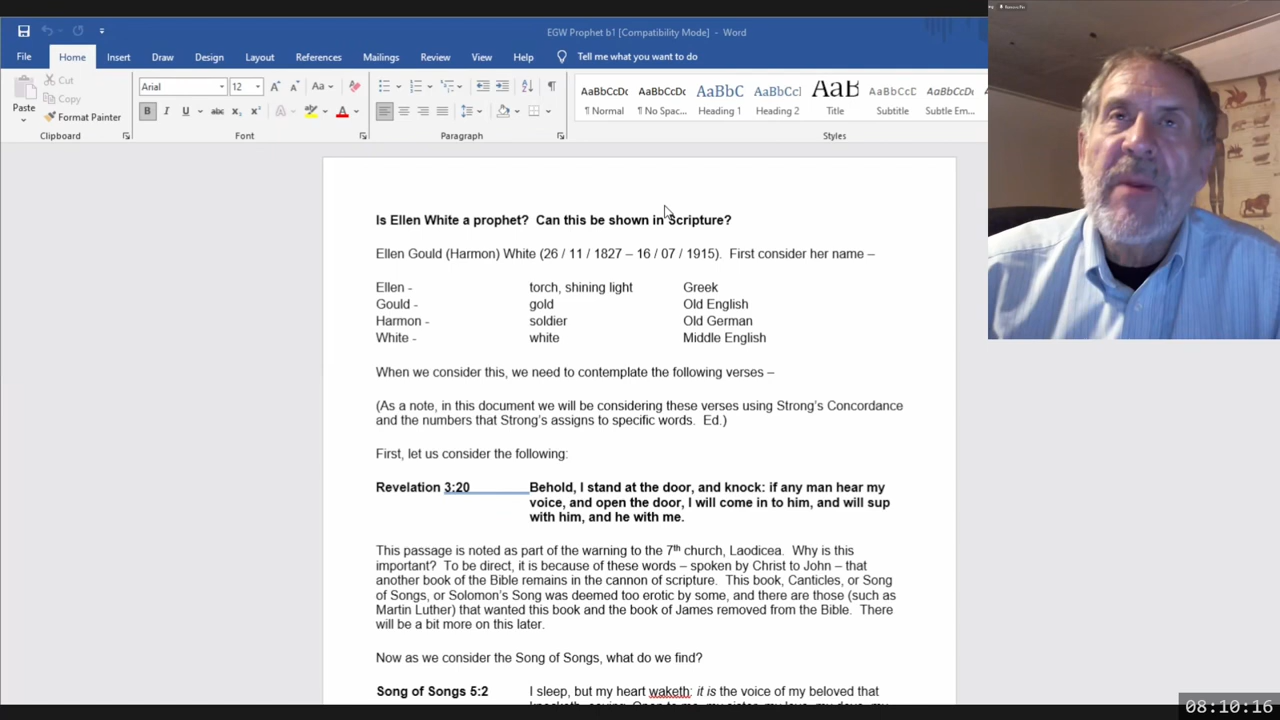 EGW Prophet b1 [Compatibility Mode] - Word
File Home Insert Draw Design Layout References Mailings Review View Help Tell me what you want to do
Cut
Copy
Paste
Format Painter
Arial 12
Clipboard Font Paragraph Styles
AaBbCcDc AaBbCcDc AaBbC AaBbCcI AaB AaBbCcD AaBbCcDt
¶ Normal ¶ No Spac... Heading 1 Heading 2 Title Subtitle Subtle Em...
Is Ellen White a prophet? Can this be shown in Scripture?
Ellen Gould (Harmon) White (26 / 11 / 1827 – 16 / 07 / 1915). First consider her name –
Ellen - torch, shining light Greek
Gould - gold Old English
Harmon - soldier Old German
White - white Middle English
When we consider this, we need to contemplate the following verses –
(As a note, in this document we will be considering these verses using Strong's Concordance
and the numbers that Strong's assigns to specific words. Ed.)
First, let us consider the following:
Revelation 3:20 Behold, I stand at the door, and knock: if any man hear my
voice, and open the door, I will come in to him, and will sup
with him, and he with me.
This passage is noted as part of the warning to the 7th church, Laodicea. Why is this
important? To be direct, it is because of these words – spoken by Christ to John – that
another book of the Bible remains in the cannon of scripture. This book, Canticles, or Song
of Songs, or Solomon's Song was deemed too erotic by some, and there are those (such as
Martin Luther) that wanted this book and the book of James removed from the Bible. There
will be a bit more on this later.
Now as we consider the Song of Songs, what do we find?
Song of Songs 5:2 I sleep, but my heart waketh: it is the voice of my beloved that
08:10:16